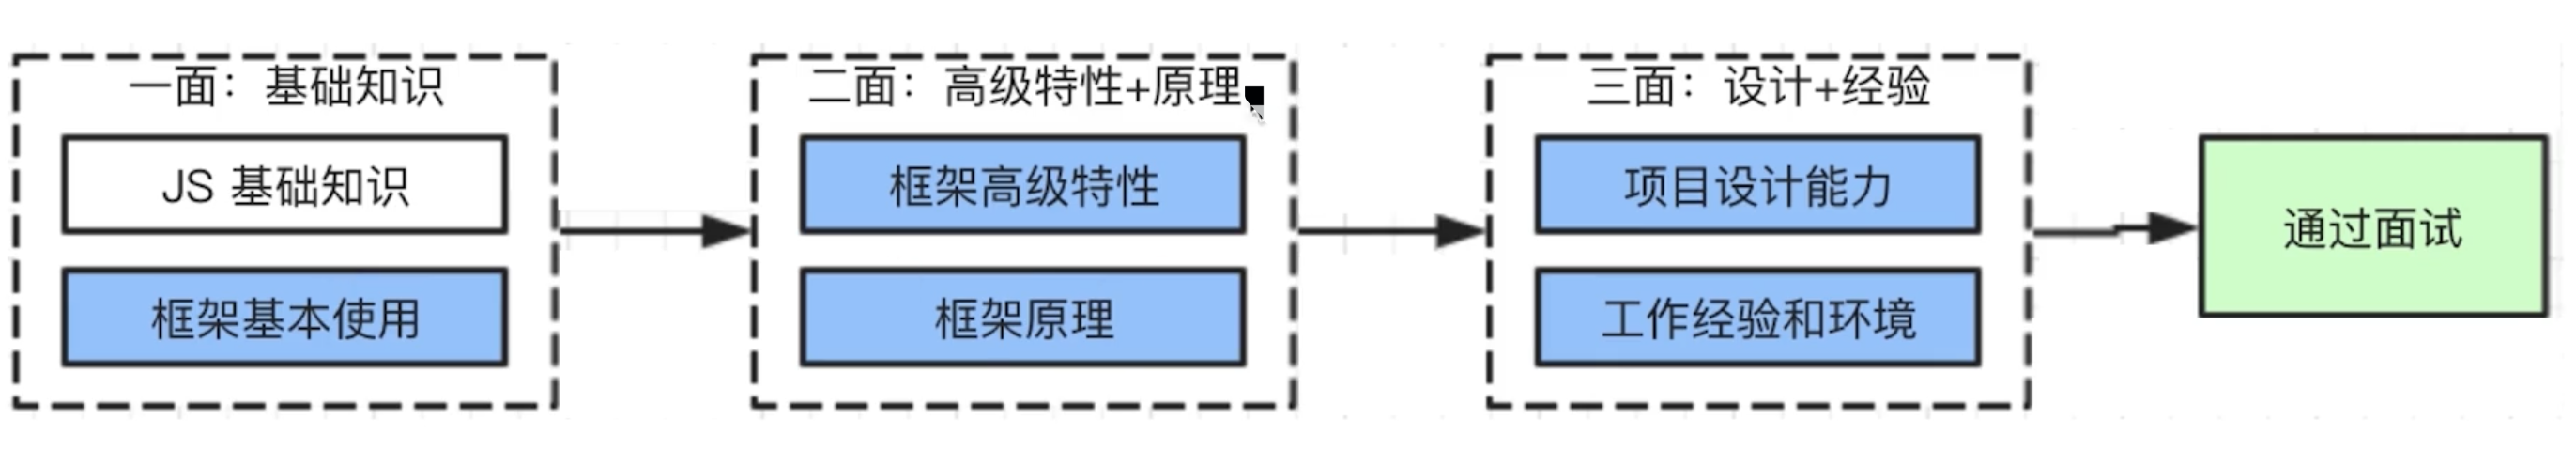 一面：基础知识
JS 基础知识
框架基本使用
二面：高级特性+原理
框架高级特性
框架原理
三面：设计+经验
项目设计能力
工作经验和环境
通过面试